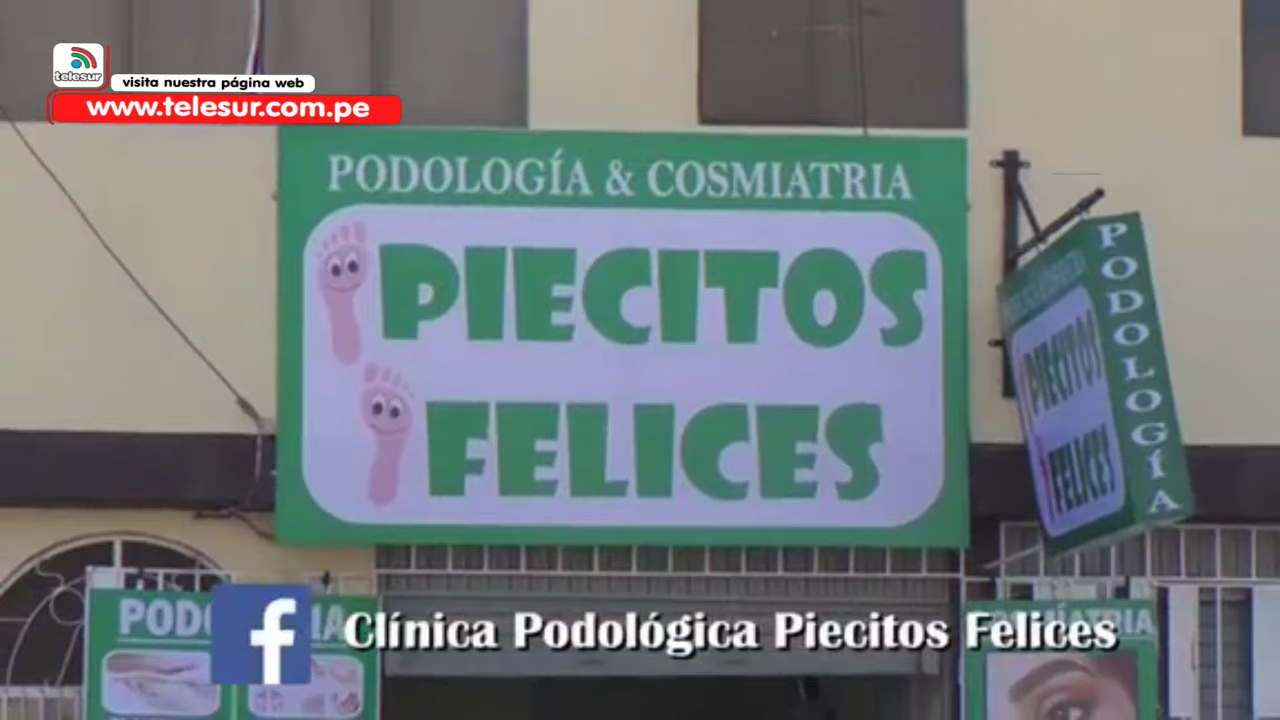 telesur
visita nuestra página web
www.telesur.com.pe
PODOLOGÍA & COSMIATRIA
PIECITOS
FELICES
PODOLOGÍA
PIECITOS
FELICES
Clínica Podológica Piecitos Felices